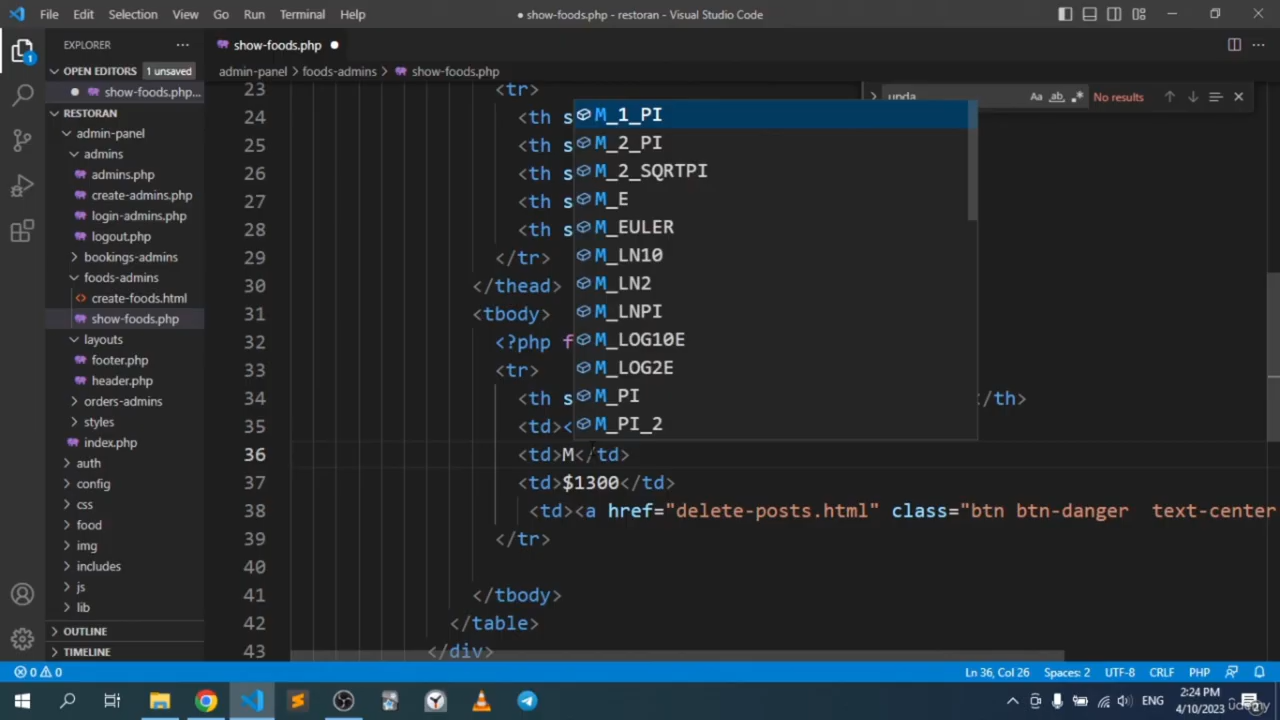 File Edit Selection View Go Run Terminal Help
● show-foods.php - restoran - Visual Studio Code
EXPLORER ···
OPEN EDITORS 1 unsaved
● show-foods.php...
RESTORAN
admin-panel
admins
admins.php
create-admins.php
login-admins.php
logout.php
bookings-admins
foods-admins
create-foods.html
show-foods.php
layouts
footer.php
header.php
orders-admins
styles
index.php
auth
config
css
food
img
includes
js
lib
OUTLINE
TIMELINE
1
show-foods.php ●
admin-panel > foods-admins > show-foods.php
unda
Aa ab .* No results
23 <tr>
24 <th s
25 <th s
26 <th s
27 <th s
28 <th s
29 </tr>
30 </thead>
31 <tbody>
32 <?php f
33 <tr>
34 <th s </th>
35 <td><
36 <td>M</td>
37 <td>$1300</td>
38 <td><a href="delete-posts.html" class="btn btn-danger  text-center
39 </tr>
40
41 </tbody>
42 </table>
43 </div>
M_1_PI
M_2_PI
M_2_SQRTPI
M_E
M_EULER
M_LN10
M_LN2
M_LNPI
M_LOG10E
M_LOG2E
M_PI
M_PI_2
0 0 Ln 36, Col 26 Spaces: 2 UTF-8 CRLF PHP
ENG 2:24 PM
4/10/2023
udemy